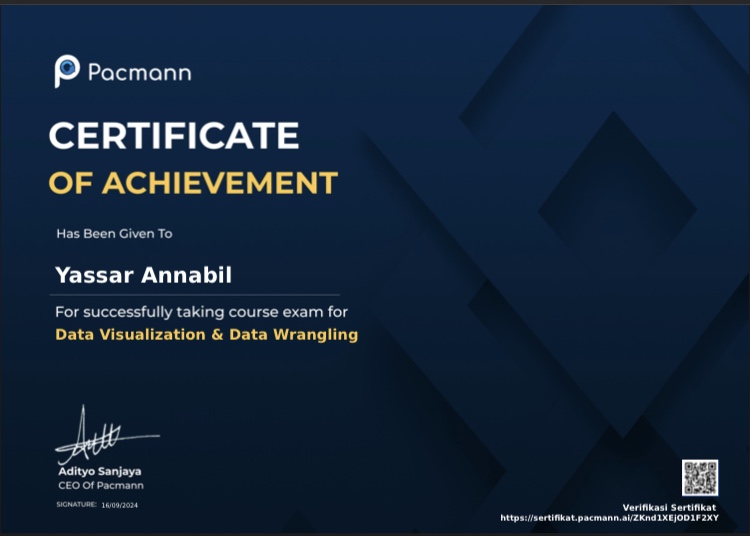 Pacmann
CERTIFICATE
OF ACHIEVEMENT
Has Been Given To
Yassar Annabil
For successfully taking course exam for
Data Visualization & Data Wrangling
Adityo Sanjaya
CEO Of Pacmann
SIGNATURE: 16/09/2024
Verifikasi Sertifikat
https://sertifikat.pacmann.ai/ZKnd1XEjOD1F2XY